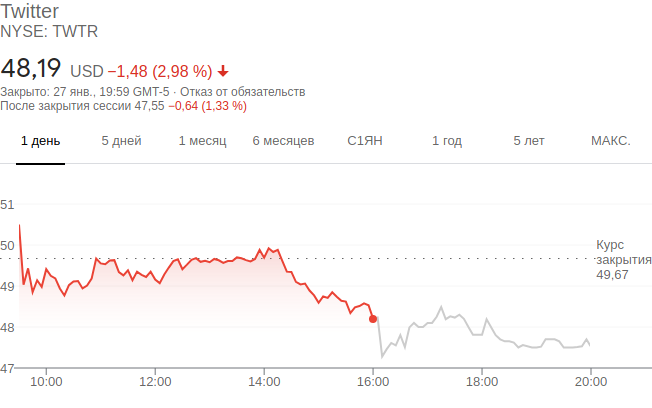 Twitter
NYSE: TWTR
48,19 USD −1,48 (2,98 %)
Закрыто: 27 янв., 19:59 GMT-5 · Отказ от обязательств
После закрытия сессии 47,55 −0,64 (1,33 %)
1 день 5 дней 1 месяц 6 месяцев С1ЯН 1 год 5 лет МАКС.
51
50
Курс
закрытия
49,67
49
48
47
10:00 12:00 14:00 16:00 18:00 20:00